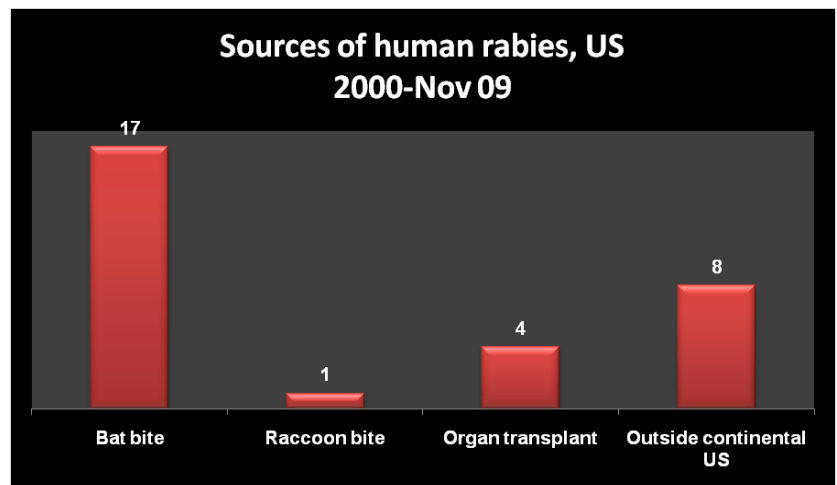 Sources of human rabies, US
2000-Nov 09
17
1
4
8
Bat bite
Raccoon bite
Organ transplant
Outside continental
US